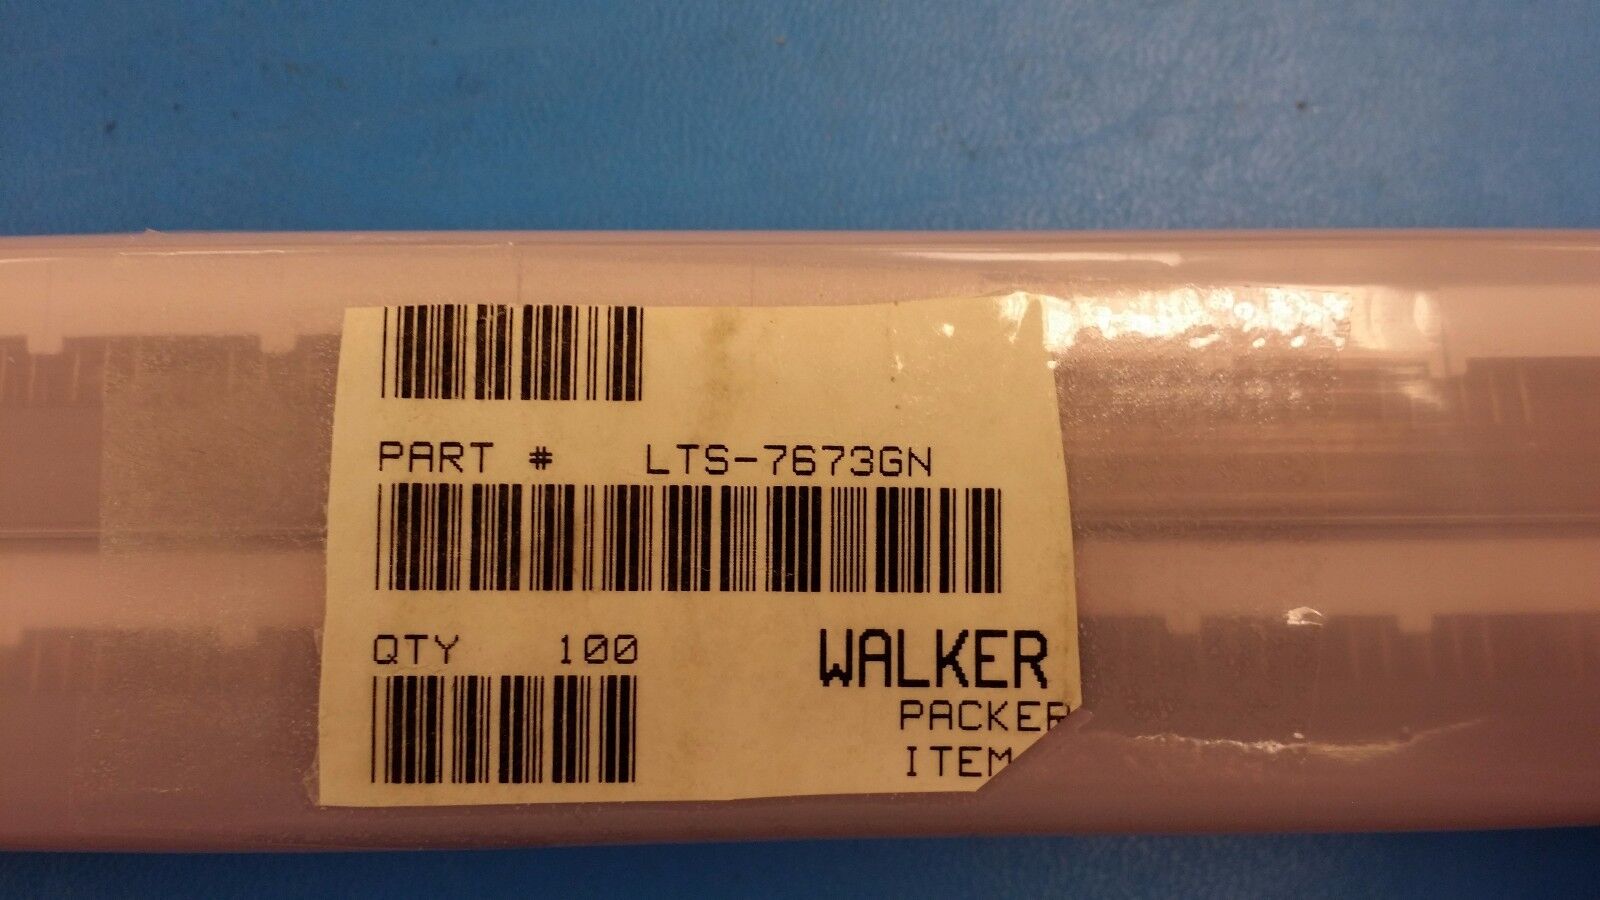 PART # LTS-7673GN
QTY 100
WALKER
PACKER
ITEM